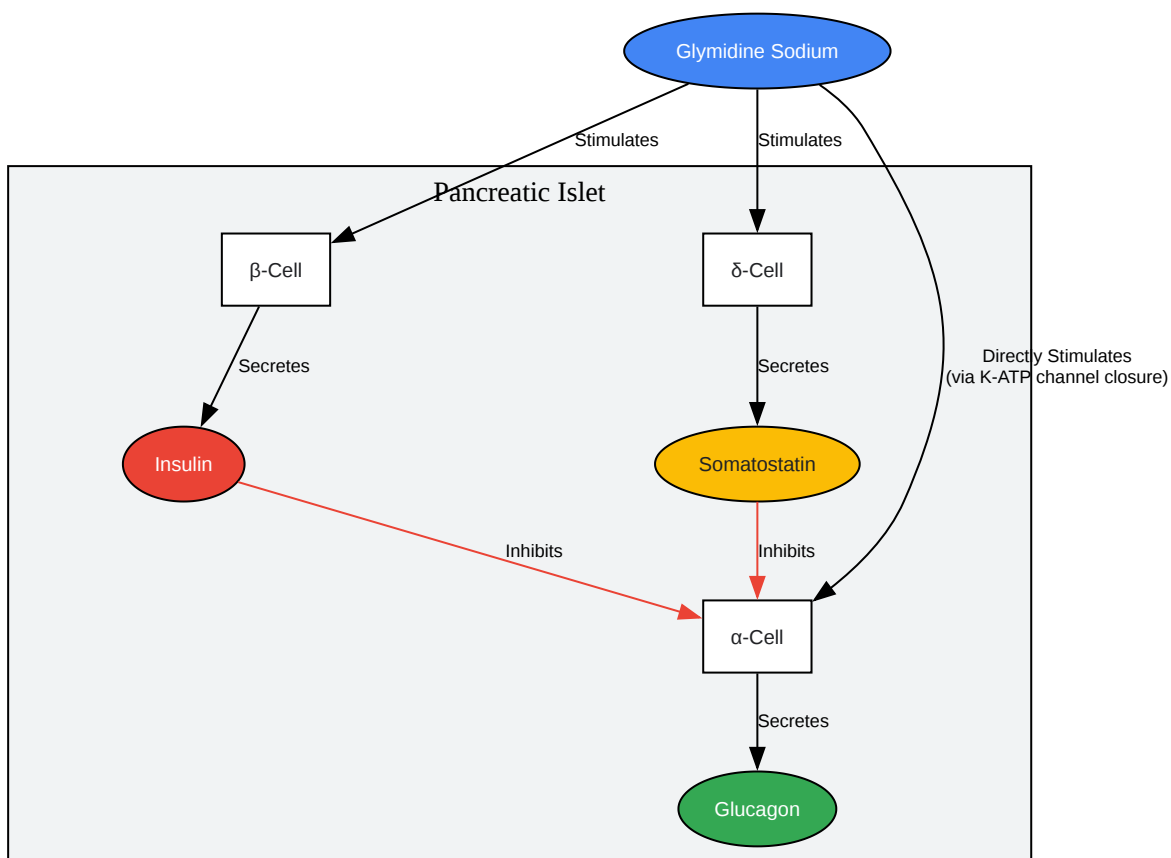 Glymidine Sodium
Stimulates
Stimulates
Pancreatic Islet
β-Cell
δ-Cell
Secretes
Secretes
Directly Stimulates
(via K-ATP channel closure)
Insulin
Somatostatin
Inhibits
Inhibits
α-Cell
Secretes
Glucagon